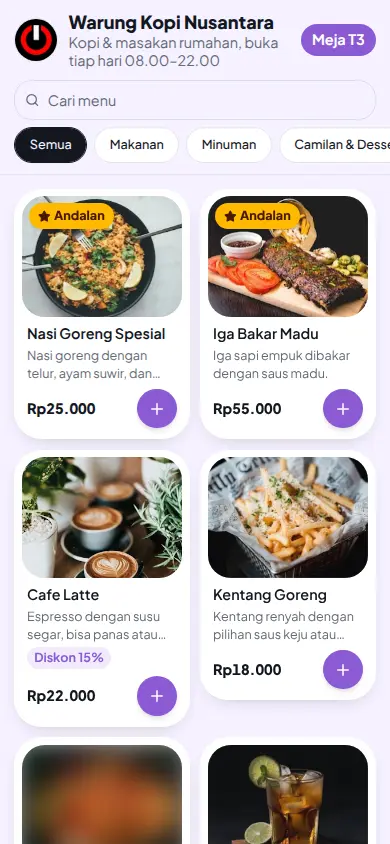 Warung Kopi Nusantara
Kopi & masakan rumahan, buka
tiap hari 08.00–22.00
Meja T3
Cari menu
Semua
Makanan
Minuman
Camilan & Desse
Andalan
Nasi Goreng Spesial
Nasi goreng dengan
telur, ayam suwir, dan...
Rp25.000
Andalan
Iga Bakar Madu
Iga sapi empuk dibakar
dengan saus madu.
Rp55.000
Cafe Latte
Espresso dengan susu
segar, bisa panas atau...
Diskon 15%
Rp22.000
Kentang Goreng
Kentang renyah dengan
pilihan saus keju atau...
Rp18.000